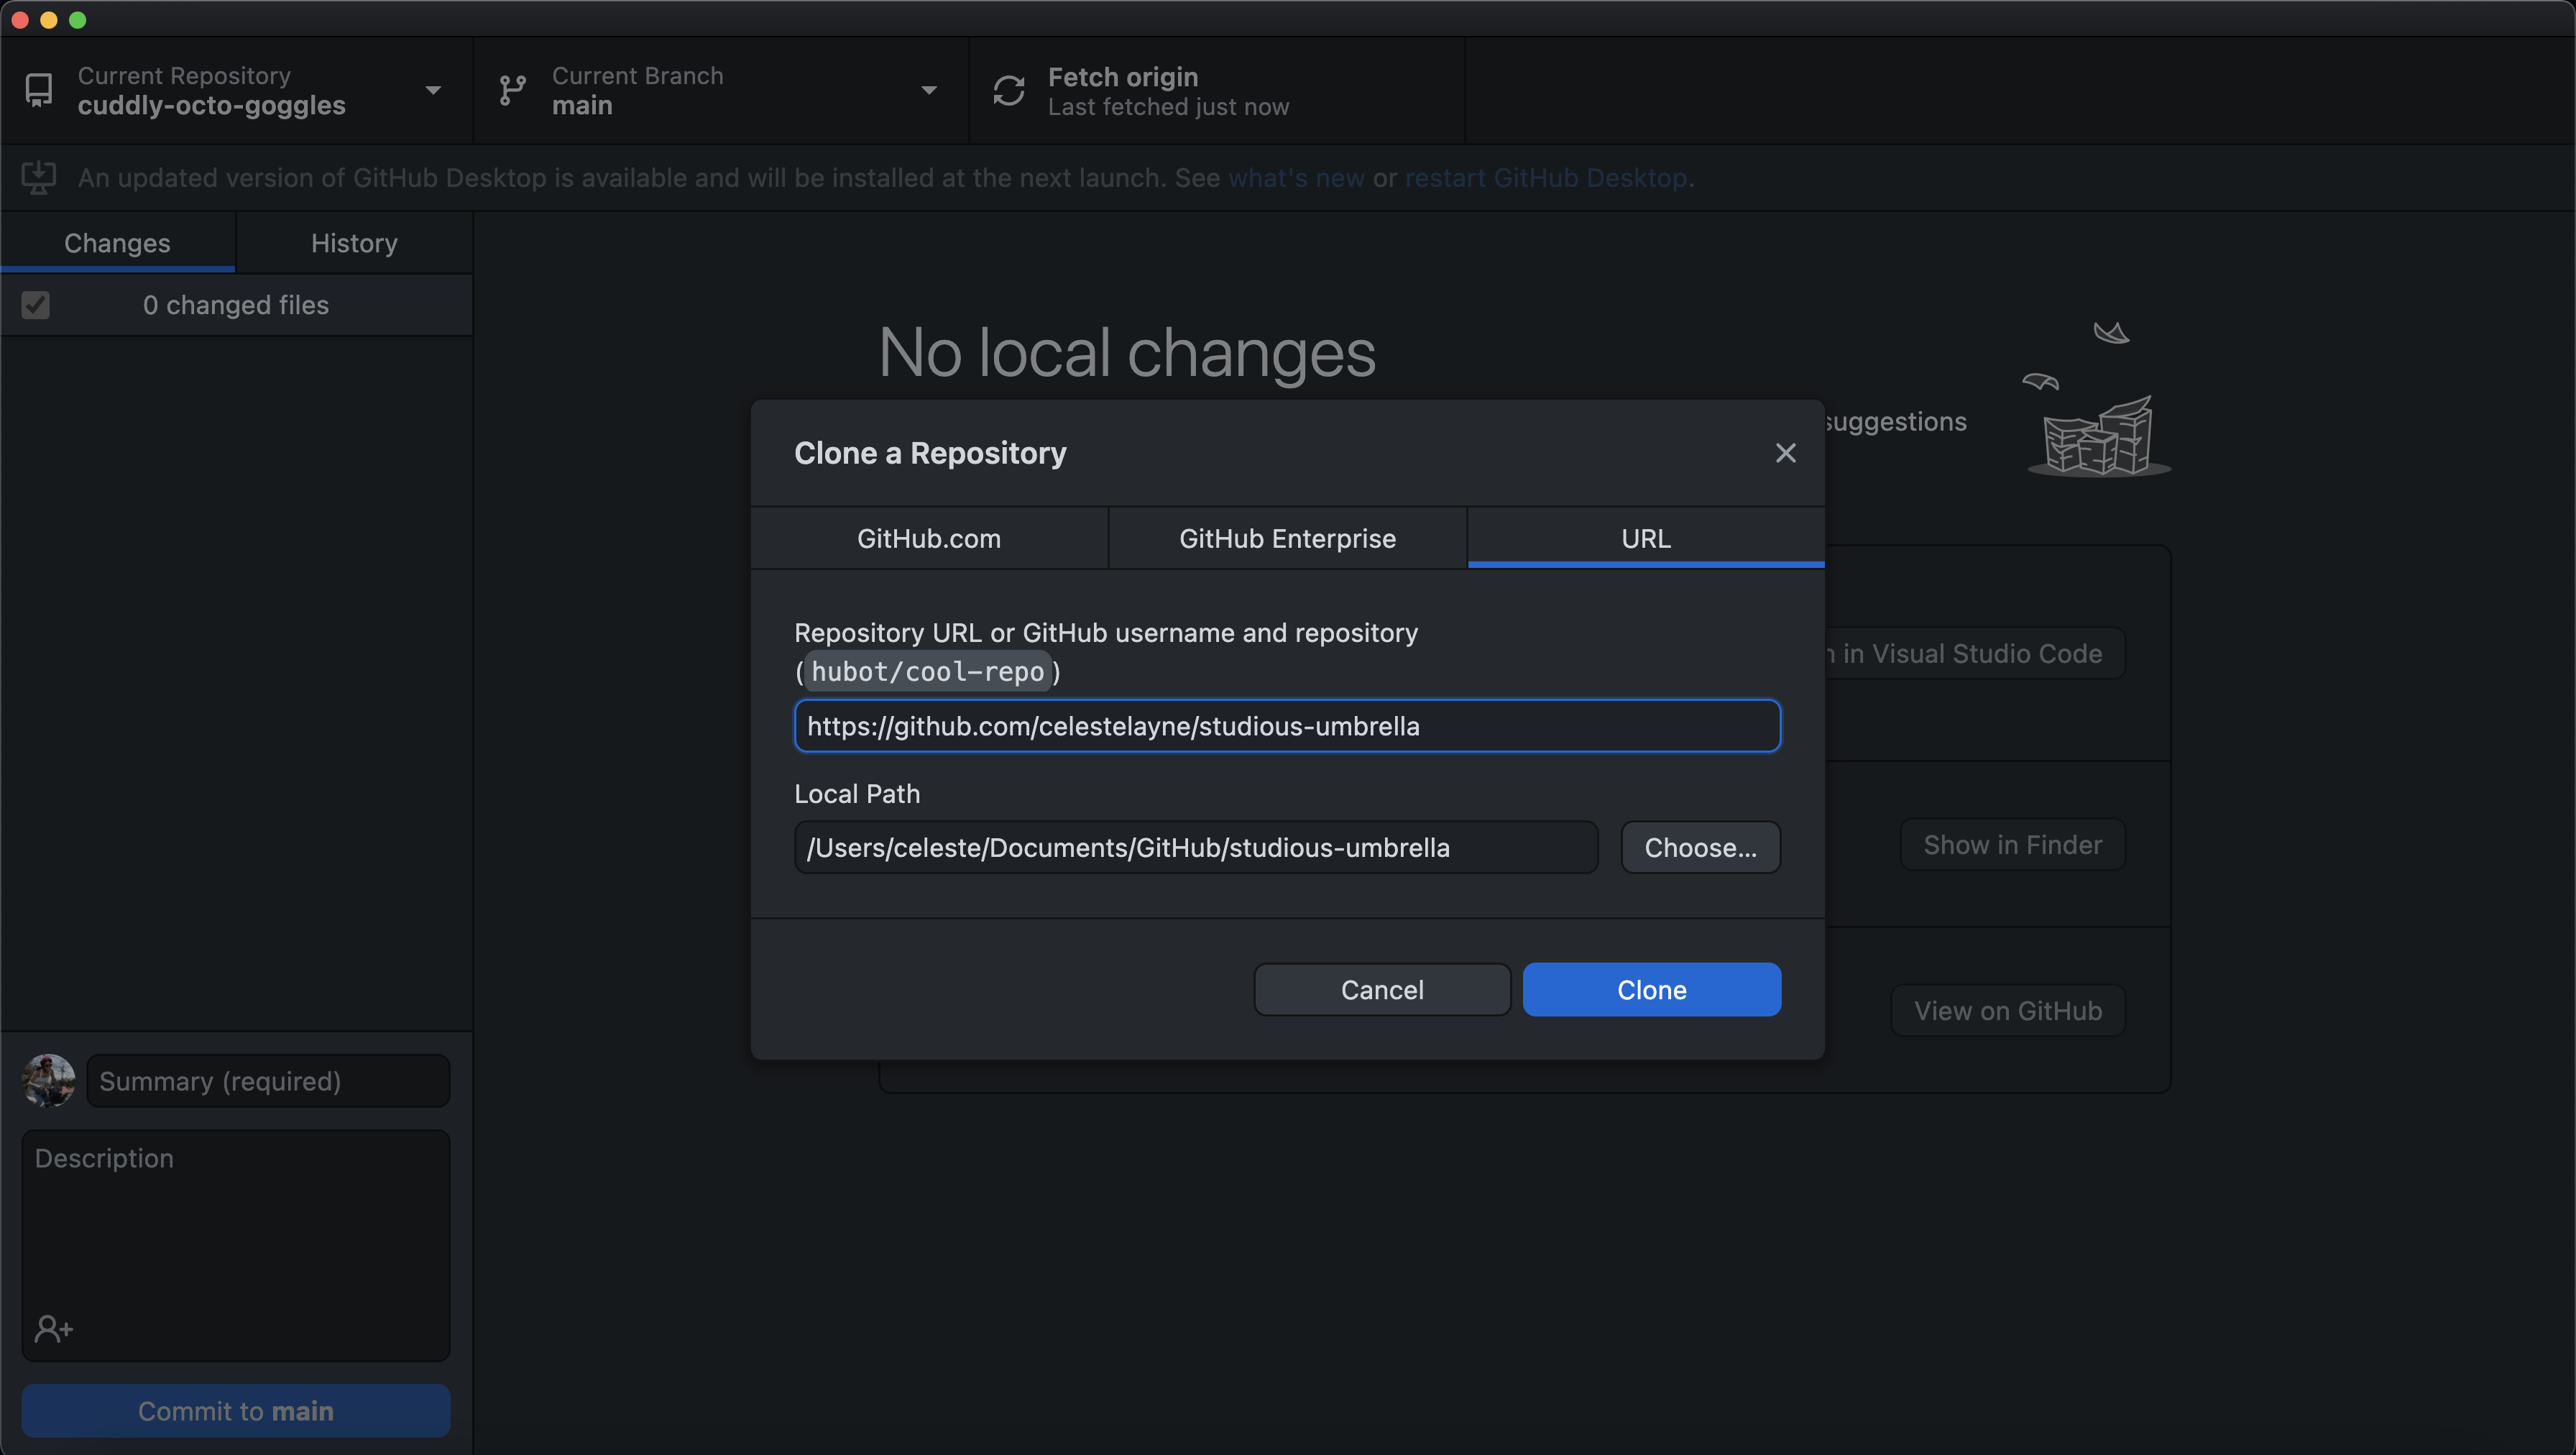 Current Repository
cuddly-octo-goggles
Current Branch
main
Fetch origin
Last fetched just now
An updated version of GitHub Desktop is available and will be installed at the next launch. See what's new or restart GitHub Desktop.
Changes
History
0 changed files
No local changes
suggestions
Clone a Repository
GitHub.com
GitHub Enterprise
URL
Repository URL or GitHub username and repository
(hubot/cool-repo)
https://github.com/celestelayne/studious-umbrella
Local Path
/Users/celeste/Documents/GitHub/studious-umbrella
Choose...
Cancel
Clone
in Visual Studio Code
Show in Finder
View on GitHub
Summary (required)
Description
Commit to main